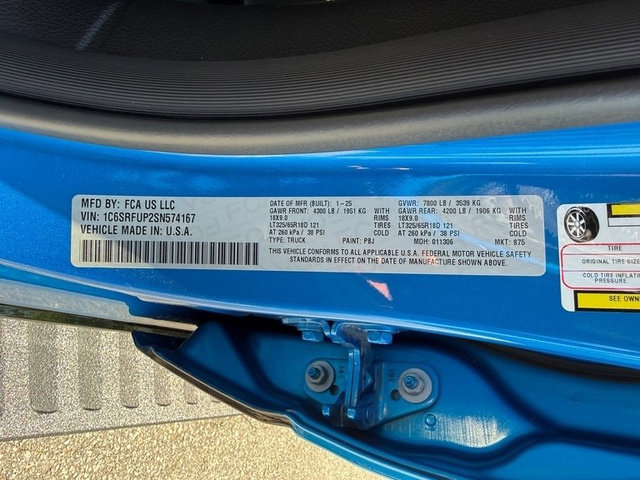 MFD BY: FCA US LLC
VIN: 1C6SRFUP2SN574167
VEHICLE MADE IN: U.S.A.
DATE OF MFR (BUILT): 1-25
GAWR FRONT: 4300 LB / 1951 KG
18X9.0
LT325/65R18D 121
AT 260 kPa / 38 PSI
TYPE: TRUCK
PAINT: PBJ
TIRES
COLD
GVWR: 7800 LB / 3539 KG
GAWR REAR: 4200 LB / 1906 KG
18X9.0
LT325/65R18D 121
AT 260 kPa / 38 PSI
MDH: 011306
TIRES
COLD
MKT: 875
THIS VEHICLE CONFORMS TO ALL APPLICABLE U.S.A. FEDERAL MOTOR VEHICLE SAFETY
STANDARDS IN EFFECT ON THE DATE OF MANUFACTURE SHOWN ABOVE.
TIRE
ORIGINAL TIRE SIZE
COLD TIRE INFLATI
PRESSURE
SEE OWN